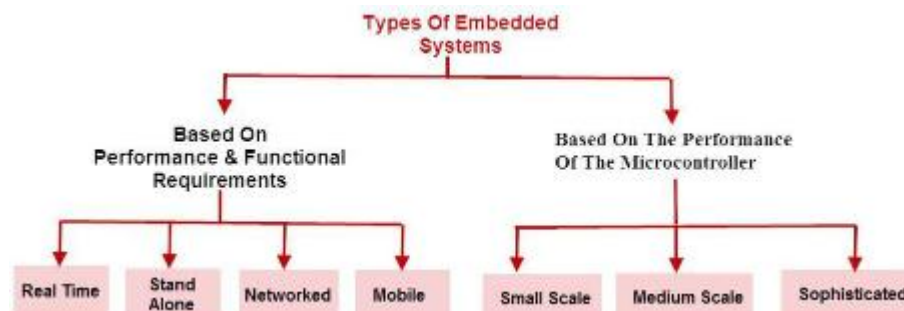 Types Of Embedded
Systems
Based On
Performance & Functional
Requirements
Based On The Performance
Of The Microcontroller
Real Time
Stand
Alone
Networked
Mobile
Small Scale
Medium Scale
Sophisticated